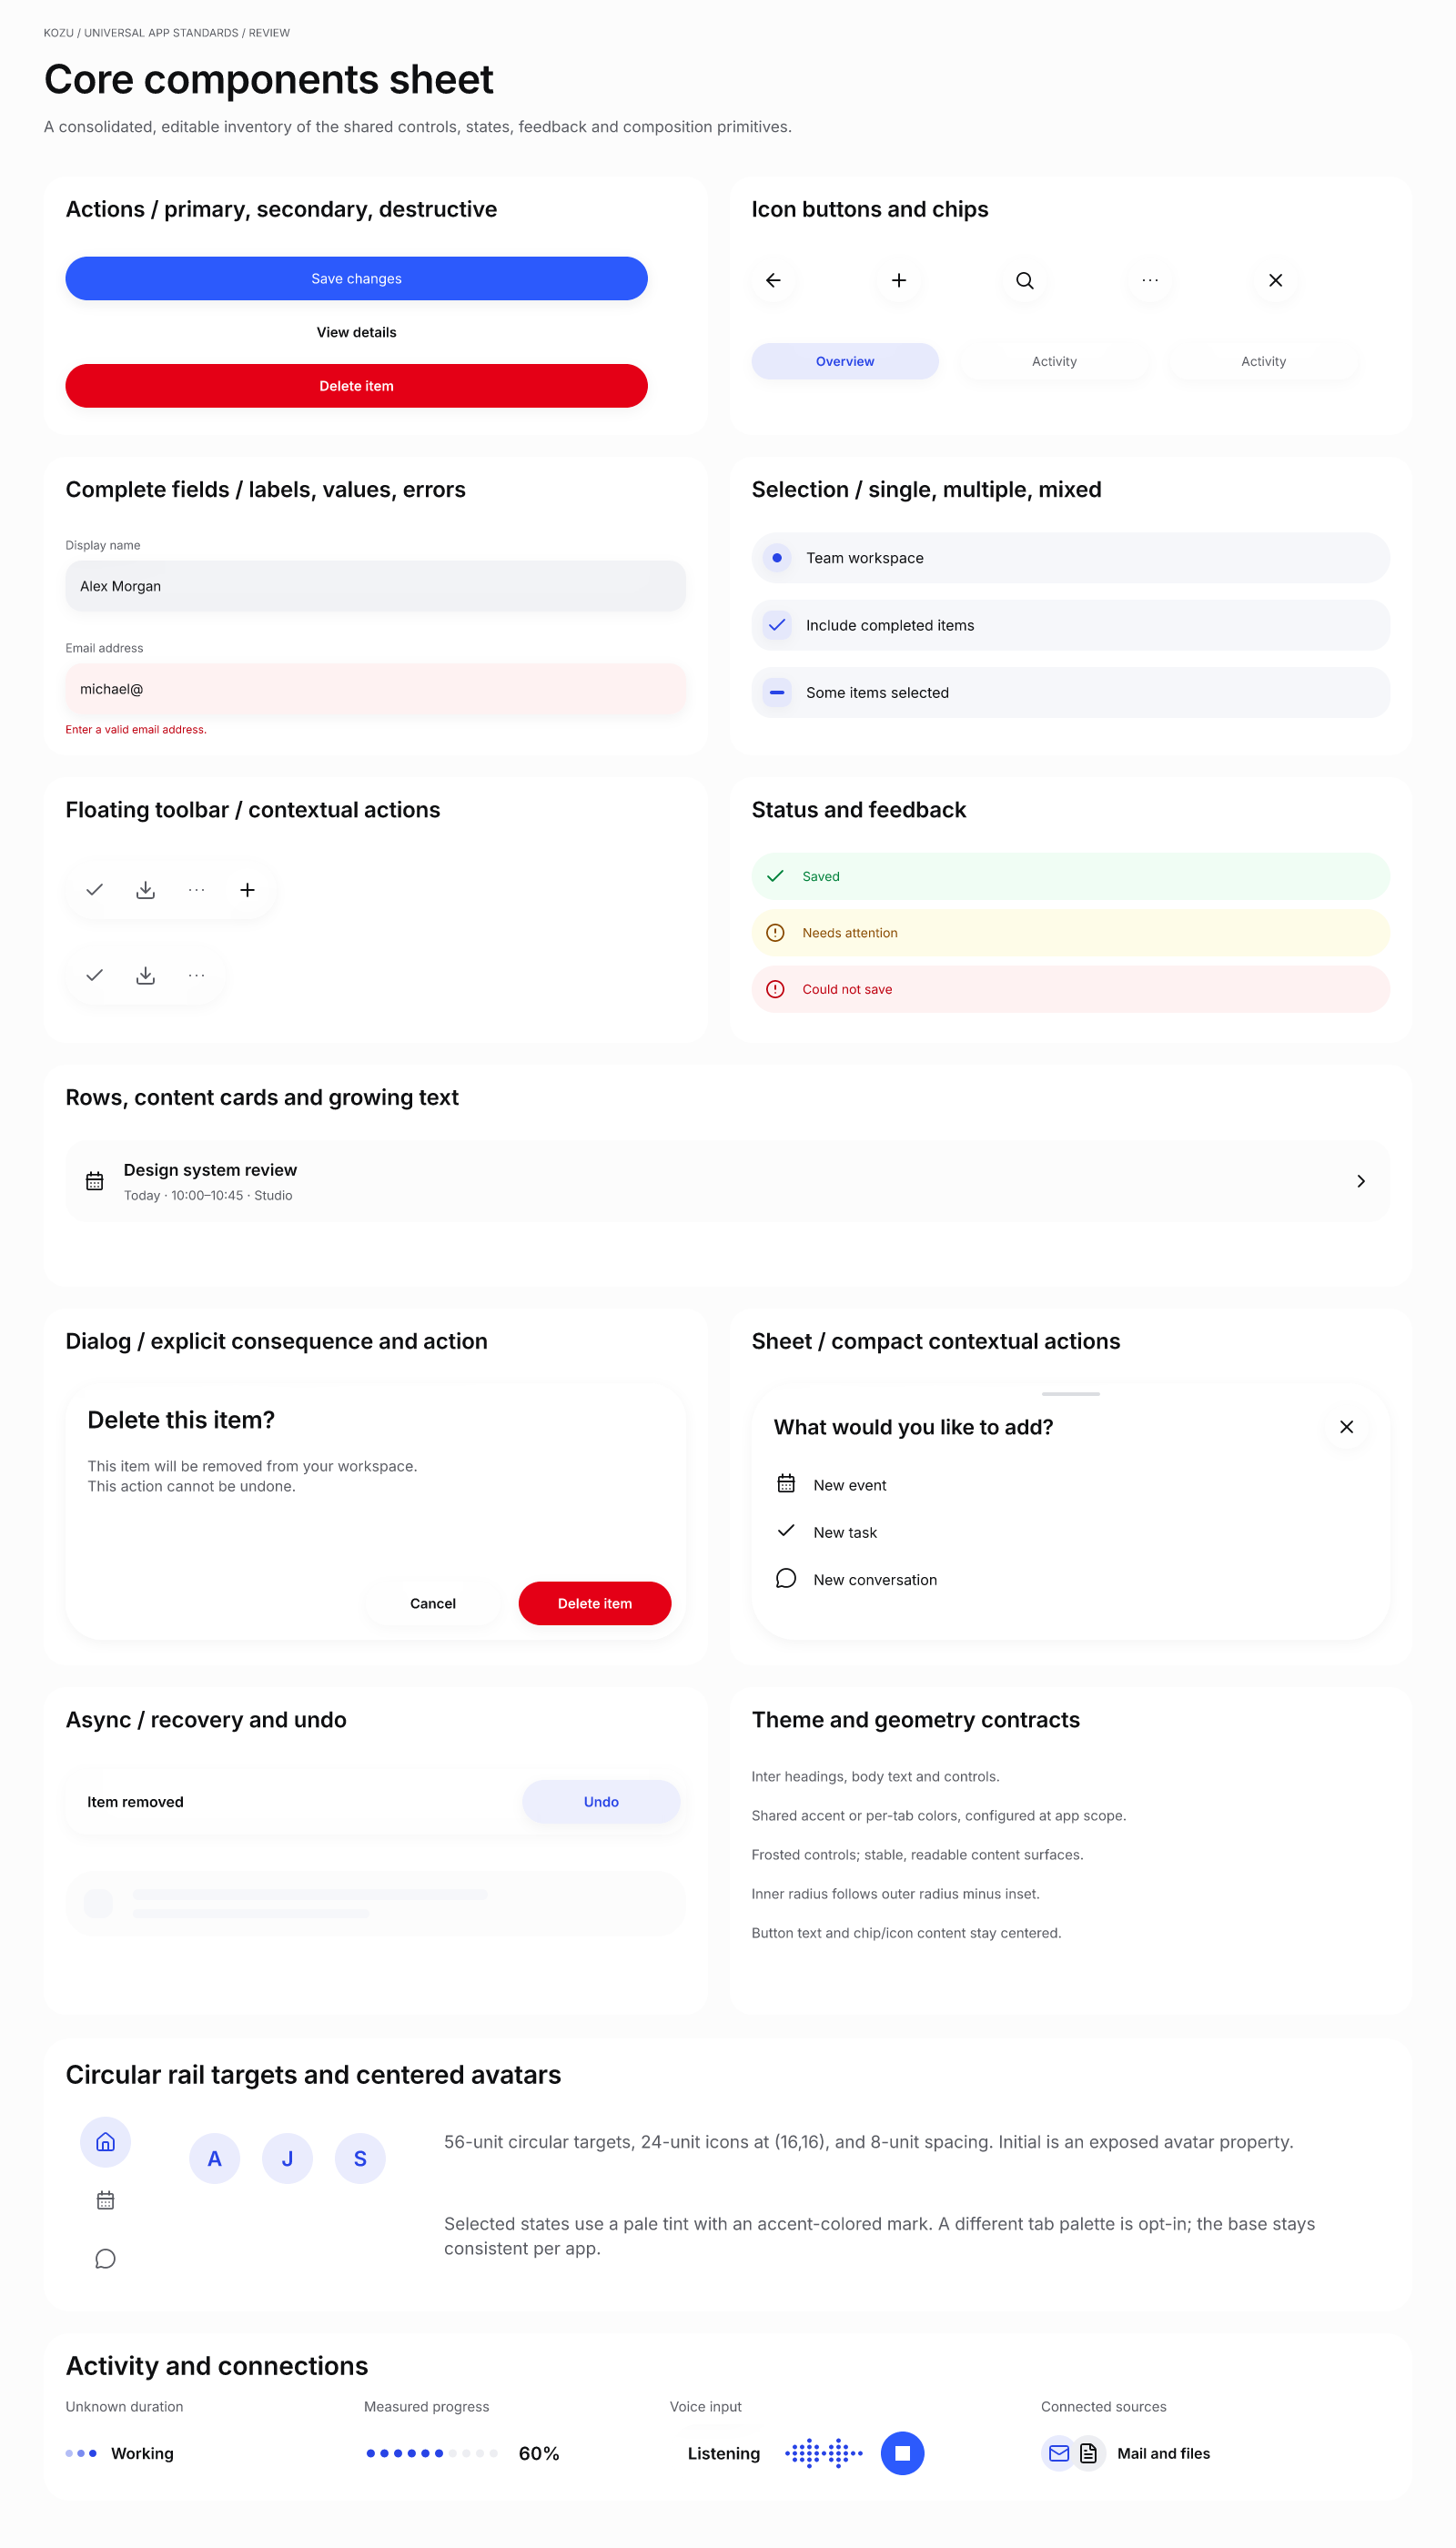 KOZU / UNIVERSAL APP STANDARDS / REVIEW
Core components sheet
A consolidated, editable inventory of the shared controls, states, feedback and composition primitives.
Actions / primary, secondary, destructive
Save changes
View details
Delete item
Icon buttons and chips
Overview
Activity
Activity
Complete fields / labels, values, errors
Display name
Alex Morgan
Email address
michael@
Enter a valid email address.
Selection / single, multiple, mixed
Team workspace
Include completed items
Some items selected
Floating toolbar / contextual actions
Status and feedback
Saved
Needs attention
Could not save
Rows, content cards and growing text
Design system review
Today · 10:00–10:45 · Studio
Dialog / explicit consequence and action
Delete this item?
This item will be removed from your workspace.
This action cannot be undone.
Cancel
Delete item
Sheet / compact contextual actions
What would you like to add?
New event
New task
New conversation
Async / recovery and undo
Item removed
Undo
Theme and geometry contracts
Inter headings, body text and controls.
Shared accent or per-tab colors, configured at app scope.
Frosted controls; stable, readable content surfaces.
Inner radius follows outer radius minus inset.
Button text and chip/icon content stay centered.
Circular rail targets and centered avatars
A
J
S
56-unit circular targets, 24-unit icons at (16,16), and 8-unit spacing. Initial is an exposed avatar property.
Selected states use a pale tint with an accent-colored mark. A different tab palette is opt-in; the base stays
consistent per app.
Activity and connections
Unknown duration
Working
Measured progress
60%
Voice input
Listening
Connected sources
Mail and files